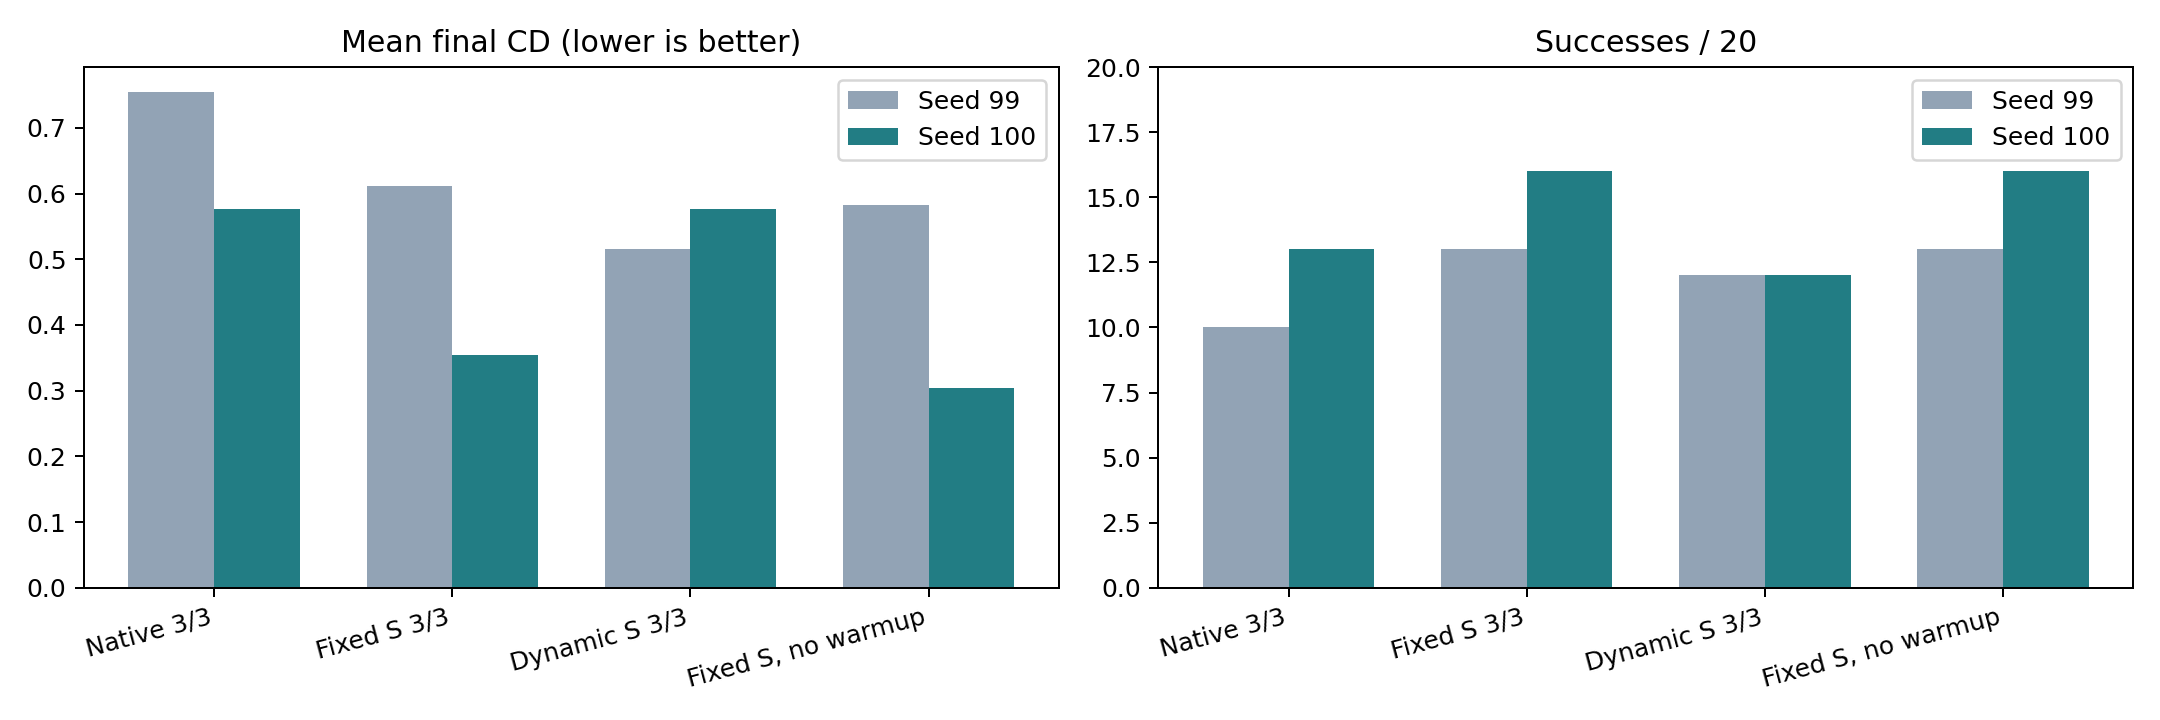 Mean final CD (lower is better)
0.7
0.6
0.5
0.4
0.3
0.2
0.1
0.0
Seed 99
Seed 100
Native 3/3
Fixed S 3/3
Dynamic S 3/3
Fixed S, no warmup
Successes / 20
20.0
17.5
15.0
12.5
10.0
7.5
5.0
2.5
0.0
Seed 99
Seed 100
Native 3/3
Fixed S 3/3
Dynamic S 3/3
Fixed S, no warmup